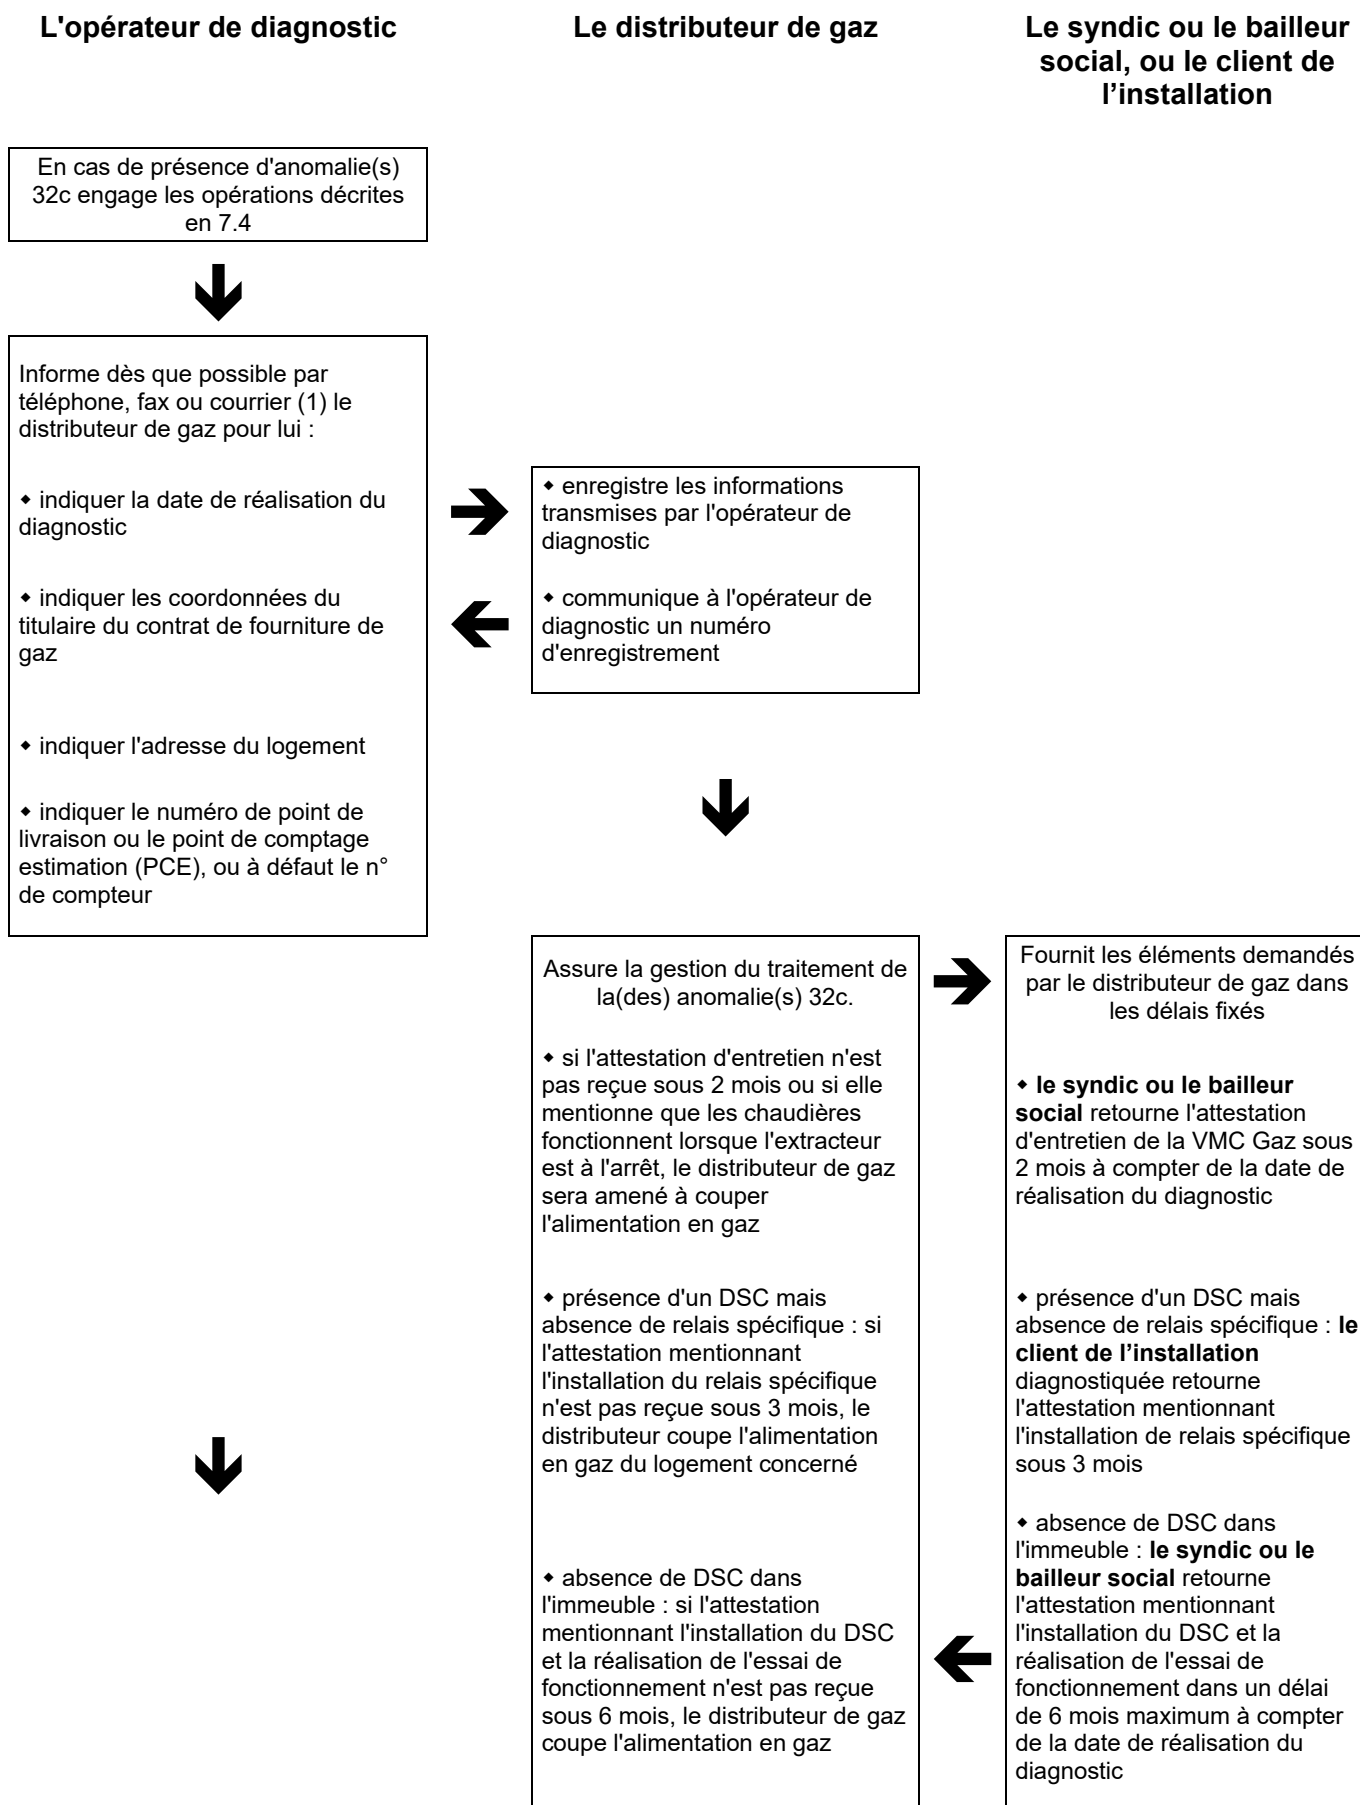 L'opérateur de diagnostic
Le distributeur de gaz
Le syndic ou le bailleur
social, ou le client de
l’installation
En cas de présence d'anomalie(s)
32c engage les opérations décrites
en 7.4
Informe dès que possible par
téléphone, fax ou courrier (1) le
distributeur de gaz pour lui :
◆ indiquer la date de réalisation du
diagnostic
◆ indiquer les coordonnées du
titulaire du contrat de fourniture de
gaz
◆ indiquer l'adresse du logement
◆ indiquer le numéro de point de
livraison ou le point de comptage
estimation (PCE), ou à défaut le n°
de compteur
◆ enregistre les informations
transmises par l'opérateur de
diagnostic
◆ communique à l'opérateur de
diagnostic un numéro
d'enregistrement
Assure la gestion du traitement de
la(des) anomalie(s) 32c.
◆ si l'attestation d'entretien n'est
pas reçue sous 2 mois ou si elle
mentionne que les chaudières
fonctionnent lorsque l'extracteur
est à l'arrêt, le distributeur de gaz
sera amené à couper
l'alimentation en gaz
◆ présence d'un DSC mais
absence de relais spécifique : si
l'attestation mentionnant
l'installation du relais spécifique
n'est pas reçue sous 3 mois, le
distributeur coupe l'alimentation
en gaz du logement concerné
◆ absence de DSC dans
l'immeuble : si l'attestation
mentionnant l'installation du DSC
et la réalisation de l'essai de
fonctionnement n'est pas reçue
sous 6 mois, le distributeur de gaz
coupe l'alimentation en gaz
Fournit les éléments demandés
par le distributeur de gaz dans
les délais fixés
◆ le syndic ou le bailleur
social retourne l'attestation
d'entretien de la VMC Gaz sous
2 mois à compter de la date de
réalisation du diagnostic
◆ présence d'un DSC mais
absence de relais spécifique : le
client de l’installation
diagnostiquée retourne
l'attestation mentionnant
l'installation de relais spécifique
sous 3 mois
◆ absence de DSC dans
l'immeuble : le syndic ou le
bailleur social retourne
l'attestation mentionnant
l'installation du DSC et la
réalisation de l'essai de
fonctionnement dans un délai
de 6 mois maximum à compter
de la date de réalisation du
diagnostic